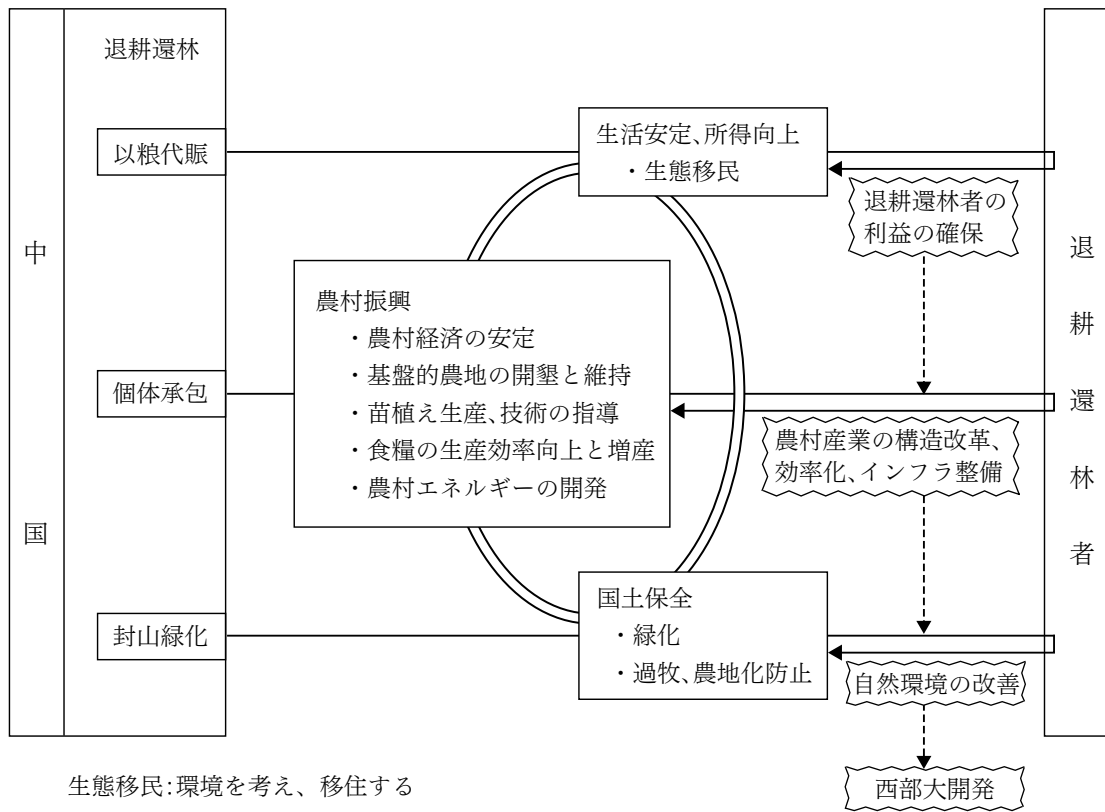 中国
退耕還林
以粮代賑
個体承包
封山緑化
生活安定、所得向上
・生態移民
農村振興
・農村経済の安定
・基盤的農地の開墾と維持
・苗植え生産、技術の指導
・食糧の生産効率向上と増産
・農村エネルギーの開発
国土保全
・緑化
・過牧、農地化防止
退耕還林者の
利益の確保
農村産業の構造改革、
効率化、インフラ整備
自然環境の改善
西部大開発
退耕還林者
生態移民:環境を考え、移住する